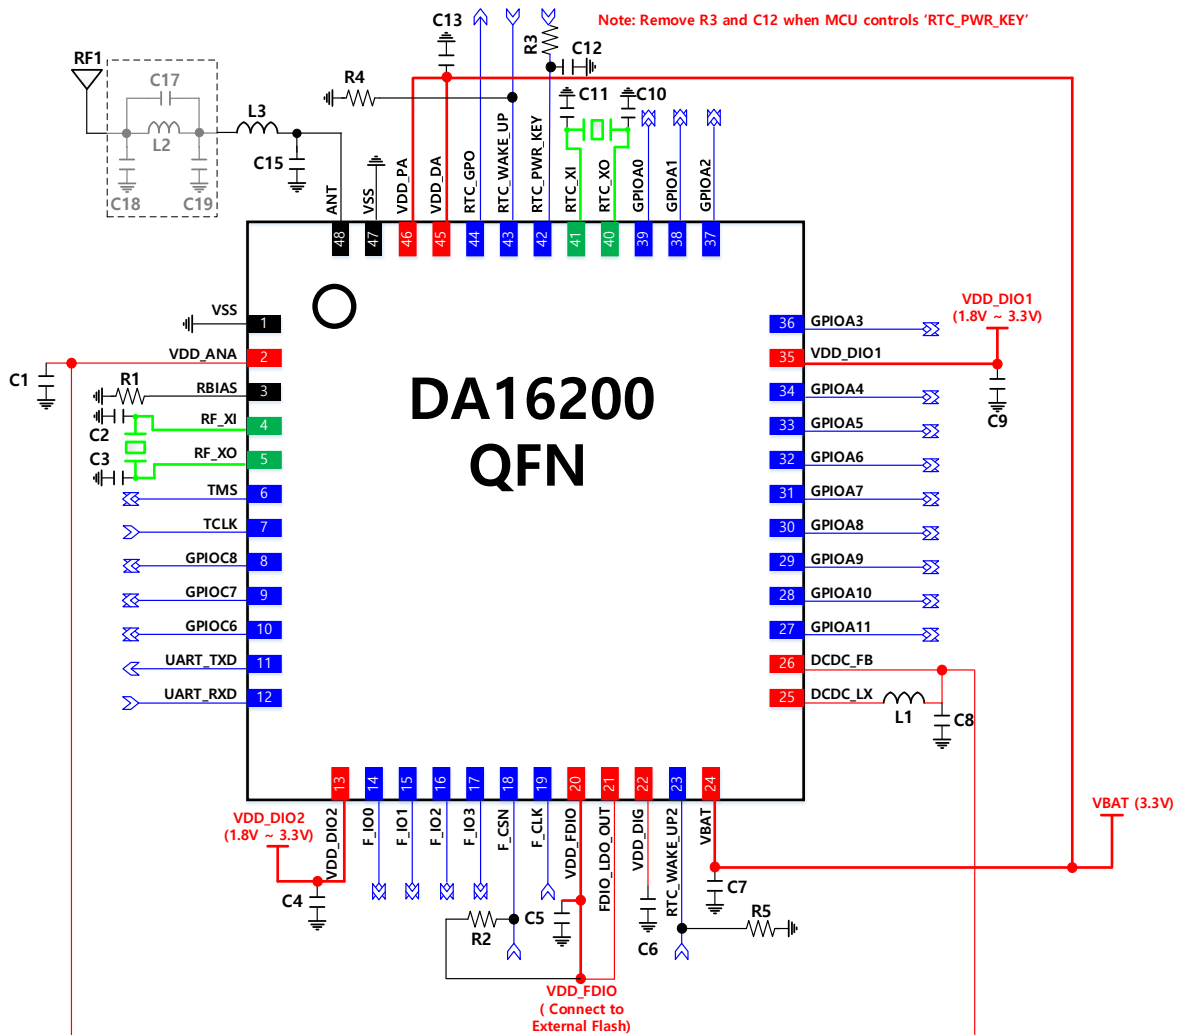 Note: Remove R3 and C12 when MCU controls 'RTC_PWR_KEY'
C13
R3
C12
RF1
C17
R4
C11
C10
L3
L2
C15
C18
C19
ANT
VSS
VDD_PA
VDD_DA
RTC_GPO
RTC_WAKE_UP
RTC_PWR_KEY
RTC_XI
RTC_XO
GPIOA0
GPIOA1
GPIOA2
48
47
46
45
44
43
42
41
40
39
38
37
VSS
1
36
GPIOA3
VDD_DIO1
(1.8V ~ 3.3V)
VDD_ANA
2
35
VDD_DIO1
C1
R1
RBIAS
3
34
GPIOA4
C9
DA16200
QFN
C2
RF_XI
4
33
GPIOA5
C3
RF_XO
5
32
GPIOA6
TMS
6
31
GPIOA7
TCLK
7
30
GPIOA8
GPIOC8
8
29
GPIOA9
GPIOC7
9
28
GPIOA10
GPIOC6
10
27
GPIOA11
UART_TXD
11
26
DCDC_FB
UART_RXD
12
25
DCDC_LX
L1
C8
13
14
15
16
17
18
19
20
21
22
23
24
VDD_DIO2
(1.8V ~ 3.3V)
VDD_DIO2
F_IO0
F_IO1
F_IO2
F_IO3
F_CSN
F_CLK
VDD_FDIO
FDIO_LDO_OUT
VDD_DIG
RTC_WAKE_UP2
VBAT
VBAT (3.3V)
C4
R2
C5
C6
C7
R5
VDD_FDIO
( Connect to
External Flash)